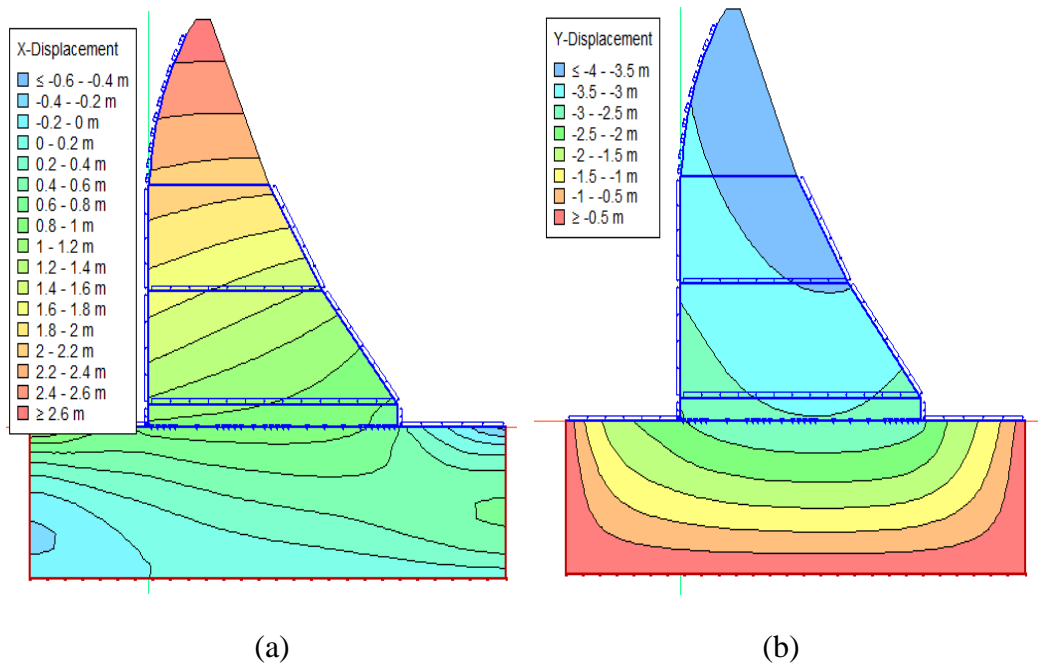 X-Displacement
≤ -0.6 - -0.4 m
-0.4 - -0.2 m
-0.2 - 0 m
0 - 0.2 m
0.2 - 0.4 m
0.4 - 0.6 m
0.6 - 0.8 m
0.8 - 1 m
1 - 1.2 m
1.2 - 1.4 m
1.4 - 1.6 m
1.6 - 1.8 m
1.8 - 2 m
2 - 2.2 m
2.2 - 2.4 m
2.4 - 2.6 m
≥ 2.6 m
(a)
Y-Displacement
≤ -4 - -3.5 m
-3.5 - -3 m
-3 - -2.5 m
-2.5 - -2 m
-2 - -1.5 m
-1.5 - -1 m
-1 - -0.5 m
≥ -0.5 m
(b)